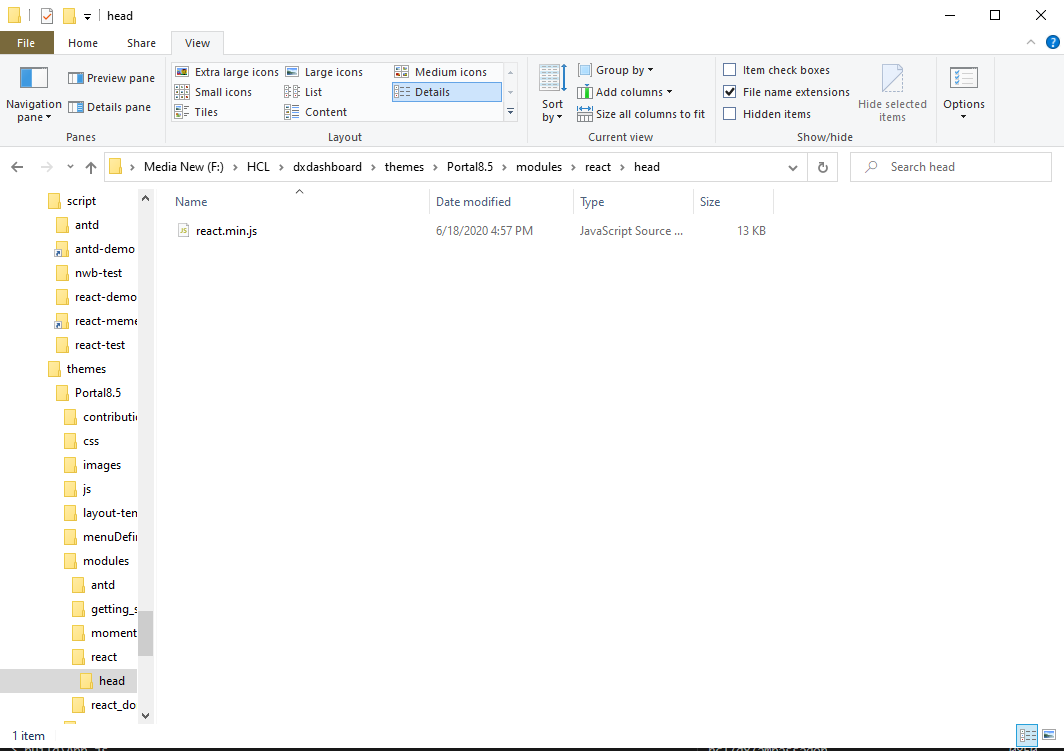 head
File Home Share View
Navigation pane
Preview pane
Details pane
Panes
Extra large icons Large icons Medium icons
Small icons List Details
Tiles Content
Layout
Sort by
Group by
Add columns
Size all columns to fit
Current view
Item check boxes
File name extensions
Hidden items
Hide selected items
Show/hide
Options
Media New (F:) HCL dxdashboard themes Portal8.5 modules react head
Search head
script
antd
antd-demo
nwb-test
react-demo
react-meme
react-test
themes
Portal8.5
contributio
css
images
js
layout-tem
menuDefin
modules
antd
getting_s
moment
react
head
react_do
Name Date modified Type Size
react.min.js 6/18/2020 4:57 PM JavaScript Source ... 13 KB
1 item